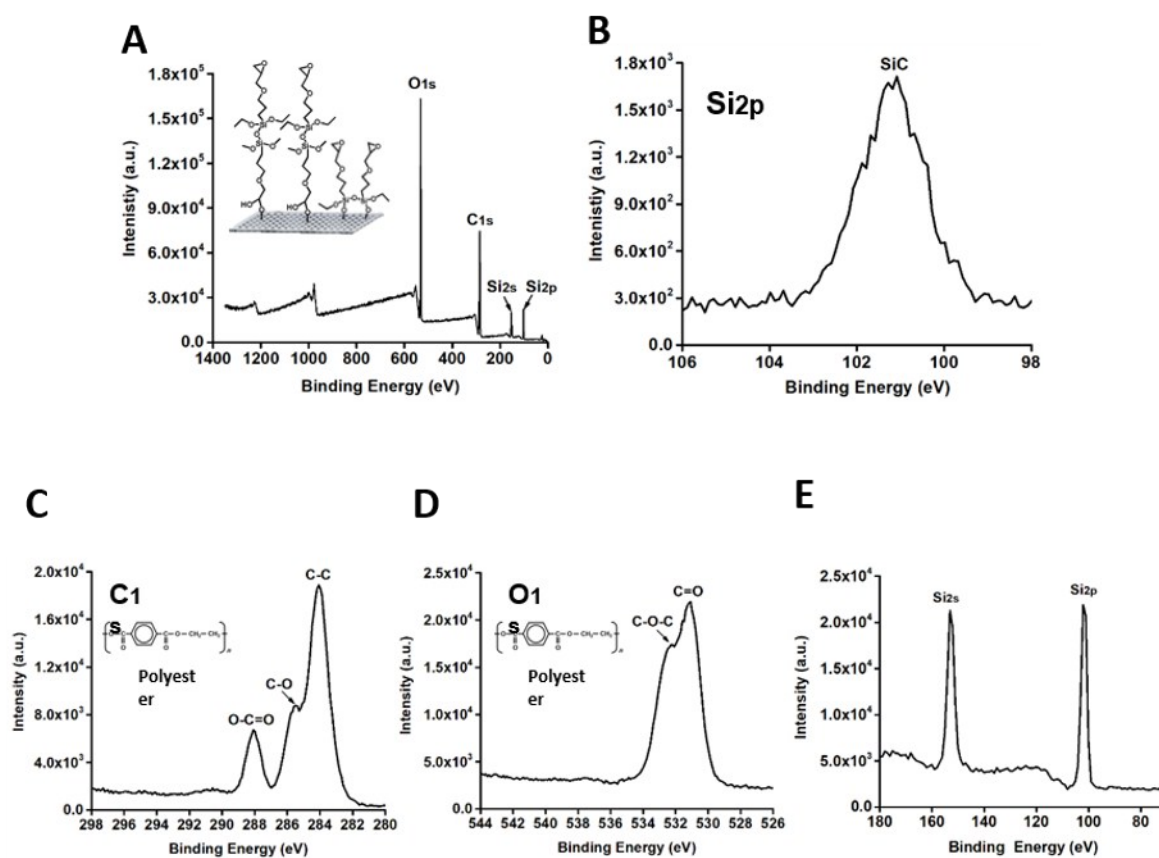 A
Intenistiy (a.u.)
1.8x10⁵
1.5x10⁵
1.2x10⁵
9.0x10⁴
6.0x10⁴
3.0x10⁴
0.0
O1s
C1s
Si2s
Si2p
1400 1200 1000 800 600 400 200 0
Binding Energy (eV)
B
Si2p
SiC
Intenistiy (a.u.)
1.8x10³
1.5x10³
1.2x10³
9.0x10²
6.0x10²
3.0x10²
0.0
106 104 102 100 98
Binding Energy (eV)
C
C1
S
Polyest
er
C-C
C-O
O-C=O
Intensity (a.u.)
2.0x10⁴
1.6x10⁴
1.2x10⁴
8.0x10³
4.0x10³
0.0
298 296 294 292 290 288 286 284 282 280
Binding Energy (eV)
D
O1
S
Polyest
er
C=O
C-O-C
Intensity (a.u.)
2.5x10⁴
2.0x10⁴
1.5x10⁴
1.0x10⁴
5.0x10³
0.0
544 542 540 538 536 534 532 530 528 526
Binding Energy (eV)
E
Si2s
Si2p
Intensity (a.u.)
2.5x10⁴
2.0x10⁴
1.5x10⁴
1.0x10⁴
5.0x10³
0.0
180 160 140 120 100 80
Binding Energy (eV)